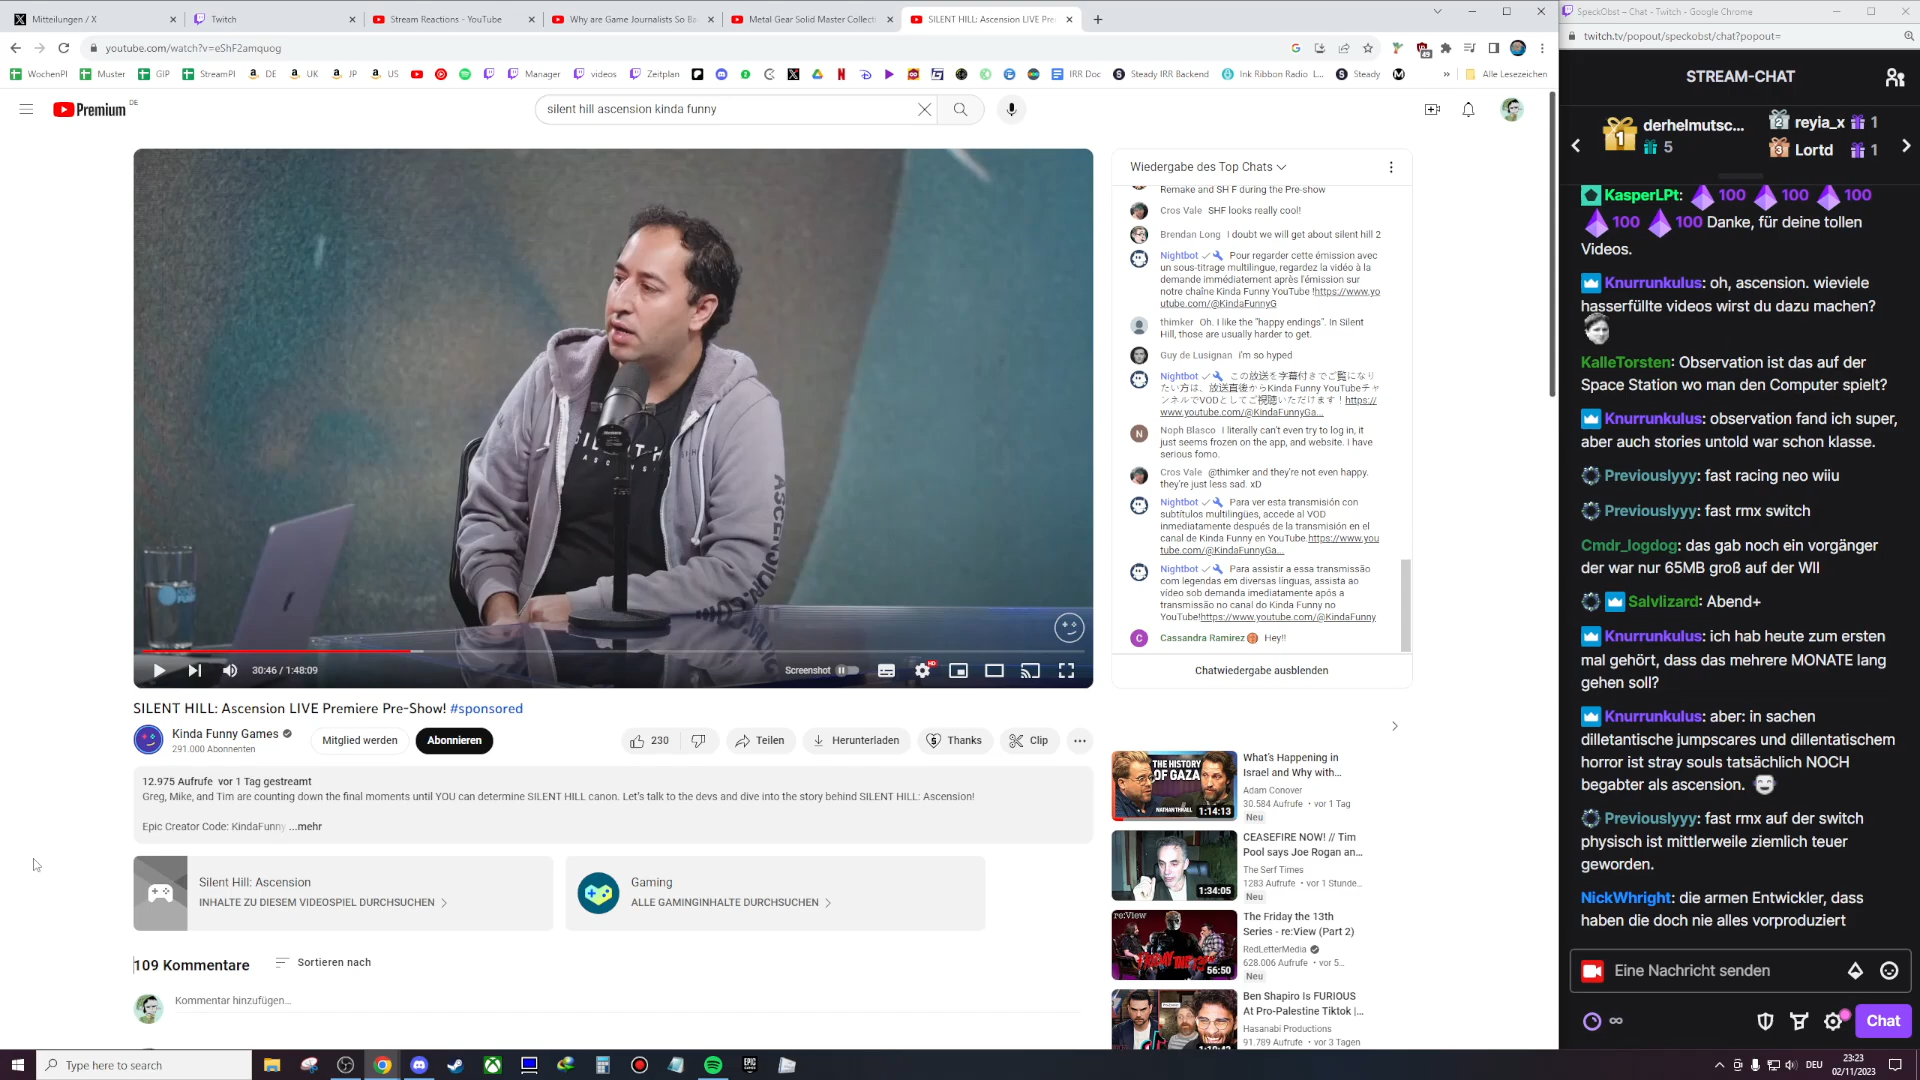 Mitteilungen / X
Twitch
Stream Reactions - YouTube
Why are Game Journalists So Ba
Metal Gear Solid Master Collecti
SILENT HILL: Ascension LIVE Pre
SpeckObst – Chat - Twitch - Google Chrome
youtube.com/watch?v=eShF2amquog
twitch.tv/popout/speckobst/chat?popout=
WochenPI
Muster
GIP
StreamPI
DE
UK
JP
US
Manager
videos
Zeitplan
IRR Doc
Steady IRR Backend
Ink Ribbon Radio I...
Steady
Alle Lesezeichen
Premium DE
silent hill ascension kinda funny
STREAM-CHAT
1
derhelmutsc...
5
2 reyia_x 1
3 Lortd 1
Wiedergabe des Top Chats
Remake and SH F during the Pre-show
Cros Vale SHF looks really cool!
Brendan Long I doubt we will get about silent hill 2
Nightbot Pour regarder cette émission avec
un sous-titrage multilingue, regardez la vidéo à la
demande immédiatement après l'émission sur
notre chaîne Kinda Funny YouTube !https://www.yo
utube.com/@KindaFunnyG
thimker Oh. I like the "happy endings". In Silent
Hill, those are usually harder to get.
Guy de Lusignan i'm so hyped
Nightbot この放送を字幕付きでご覧になり
たい方は、放送直後からKinda Funny YouTubeチャ
ンネルでVODとしてご視聴いただけます！https://
www.youtube.com/@KindaFunnyGa...
Noph Blasco I literally can't even try to log in, it
just seems frozen on the app, and website. I have
serious fomo.
Cros Vale @thimker and they're not even happy.
they're just less sad. xD
Nightbot Para ver esta transmisión con
subtítulos multilingües, accede al VOD
inmediatamente después de la transmisión en el
canal de Kinda Funny en YouTube.https://www.you
tube.com/@KindaFunnyGa...
Nightbot Para assistir a essa transmissão
com legendas em diversas línguas, assista ao
vídeo sob demanda imediatamente após a
transmissão no canal do Kinda Funny no
YouTube!https://www.youtube.com/@KindaFunny
C Cassandra Ramirez Hey!!
Chatwiedergabe ausblenden
SILENT H
ASCENSION
ASCENSION.COM
30:46 / 1:48:09
Screenshot
HD
SILENT HILL: Ascension LIVE Premiere Pre-Show! #sponsored
Kinda Funny Games
291.000 Abonnenten
Mitglied werden
Abonnieren
230
Teilen
Herunterladen
Thanks
Clip
12.975 Aufrufe vor 1 Tag gestreamt
Greg, Mike, and Tim are counting down the final moments until YOU can determine SILENT HILL canon. Let's talk to the devs and dive into the story behind SILENT HILL: Ascension!
Epic Creator Code: KindaFunny ...mehr
Silent Hill: Ascension
INHALTE ZU DIESEM VIDEOSPIEL DURCHSUCHEN
Gaming
ALLE GAMINGINHALTE DURCHSUCHEN
109 Kommentare
Sortieren nach
Kommentar hinzufügen...
THE HISTORY
OF GAZA
NATHAN THRALL
1:14:13
What's Happening in
Israel and Why with...
Adam Conover
30.584 Aufrufe • vor 1 Tag
Neu
1:34:05
CEASEFIRE NOW! // Tim
Pool says Joe Rogan an...
The Serf Times
1283 Aufrufe • vor 1 Stunde...
Neu
re:View
FRIDAY THE 13TH
56:50
The Friday the 13th
Series - re:View (Part 2)
RedLetterMedia
628.006 Aufrufe • vor 5...
Neu
Ben Shapiro Is FURIOUS
At Pro-Palestine Tiktok |...
Hasanabi Productions
91.789 Aufrufe • vor 3 Tagen
KasperLPt: 100 100 100
100 100 Danke, für deine tollen
Videos.
Knurrunkulus: oh, ascension. wieviele
hasserfüllte videos wirst du dazu machen?
KalleTorsten: Observation ist das auf der
Space Station wo man den Computer spielt?
Knurrunkulus: observation fand ich super,
aber auch stories untold war schon klasse.
Previouslyyy: fast racing neo wiiu
Previouslyyy: fast rmx switch
Cmdr_logdog: das gab noch ein vorgänger
der war nur 65MB groß auf der WII
Salvlizard: Abend+
Knurrunkulus: ich hab heute zum ersten
mal gehört, dass das mehrere MONATE lang
gehen soll?
Knurrunkulus: aber: in sachen
dilletantische jumpscares und dillentatischem
horror ist stray souls tatsächlich NOCH
begabter als ascension.
Previouslyyy: fast rmx auf der switch
physisch ist mittlerweile ziemlich teuer
geworden.
NickWhright: die armen Entwickler, dass
haben die doch nie alles vorproduziert
Eine Nachricht senden
Chat
Type here to search
DEU
23:23
02/11/2023